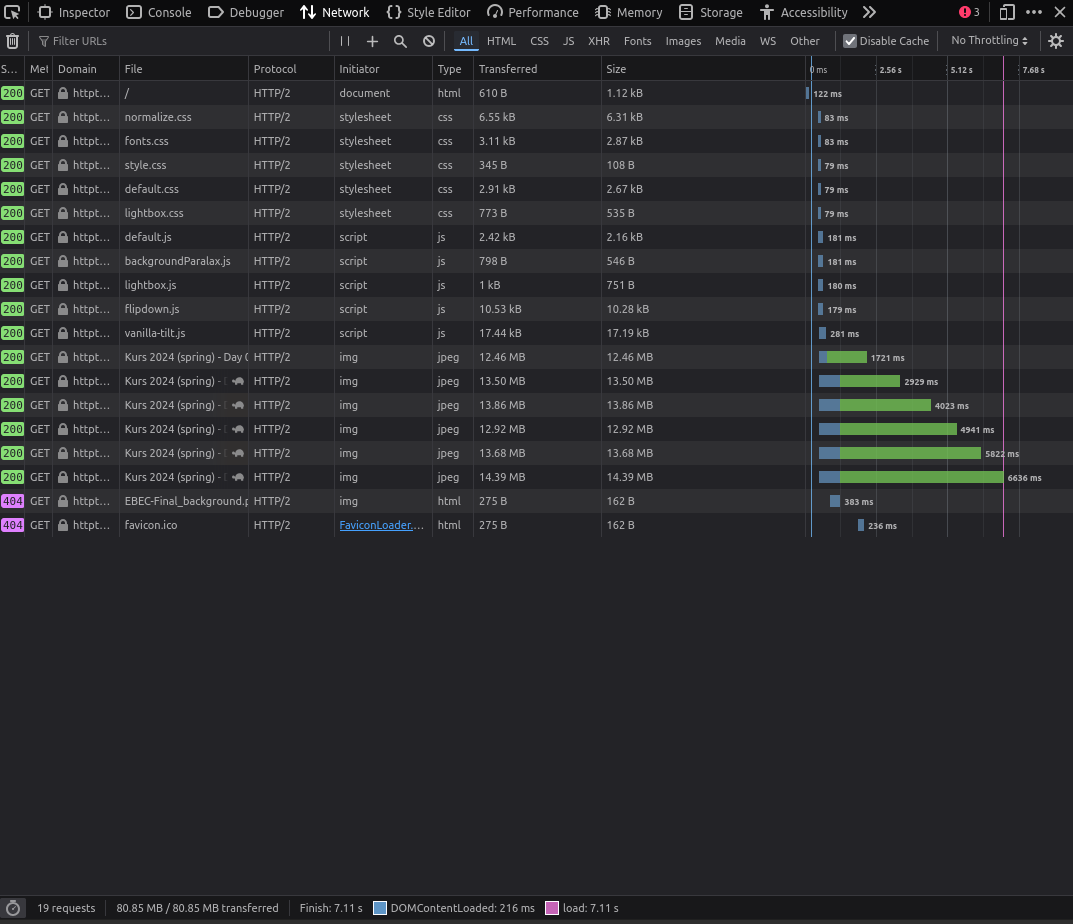 Inspector Console Debugger Network Style Editor Performance Memory Storage Accessibility 3
Filter URLs All HTML CSS JS XHR Fonts Images Media WS Other Disable Cache No Throttling
S... Met Domain File Protocol Initiator Type Transferred Size 0 ms 2.56 s 5.12 s 7.68 s
200 GET httpt... / HTTP/2 document html 610 B 1.12 kB 122 ms
200 GET httpt... normalize.css HTTP/2 stylesheet css 6.55 kB 6.31 kB 83 ms
200 GET httpt... fonts.css HTTP/2 stylesheet css 3.11 kB 2.87 kB 83 ms
200 GET httpt... style.css HTTP/2 stylesheet css 345 B 108 B 79 ms
200 GET httpt... default.css HTTP/2 stylesheet css 2.91 kB 2.67 kB 79 ms
200 GET httpt... lightbox.css HTTP/2 stylesheet css 773 B 535 B 79 ms
200 GET httpt... default.js HTTP/2 script js 2.42 kB 2.16 kB 181 ms
200 GET httpt... backgroundParalax.js HTTP/2 script js 798 B 546 B 181 ms
200 GET httpt... lightbox.js HTTP/2 script js 1 kB 751 B 180 ms
200 GET httpt... flipdown.js HTTP/2 script js 10.53 kB 10.28 kB 179 ms
200 GET httpt... vanilla-tilt.js HTTP/2 script js 17.44 kB 17.19 kB 281 ms
200 GET httpt... Kurs 2024 (spring) - Day HTTP/2 img jpeg 12.46 MB 12.46 MB 1721 ms
200 GET httpt... Kurs 2024 (spring) - HTTP/2 img jpeg 13.50 MB 13.50 MB 2929 ms
200 GET httpt... Kurs 2024 (spring) - HTTP/2 img jpeg 13.86 MB 13.86 MB 4023 ms
200 GET httpt... Kurs 2024 (spring) - HTTP/2 img jpeg 12.92 MB 12.92 MB 4941 ms
200 GET httpt... Kurs 2024 (spring) - HTTP/2 img jpeg 13.68 MB 13.68 MB 5822 ms
200 GET httpt... Kurs 2024 (spring) - HTTP/2 img jpeg 14.39 MB 14.39 MB 6636 ms
404 GET httpt... EBEC-Final_background.p HTTP/2 img html 275 B 162 B 383 ms
404 GET httpt... favicon.ico HTTP/2 FaviconLoader.... html 275 B 162 B 236 ms
19 requests 80.85 MB / 80.85 MB transferred Finish: 7.11 s DOMContentLoaded: 216 ms load: 7.11 s